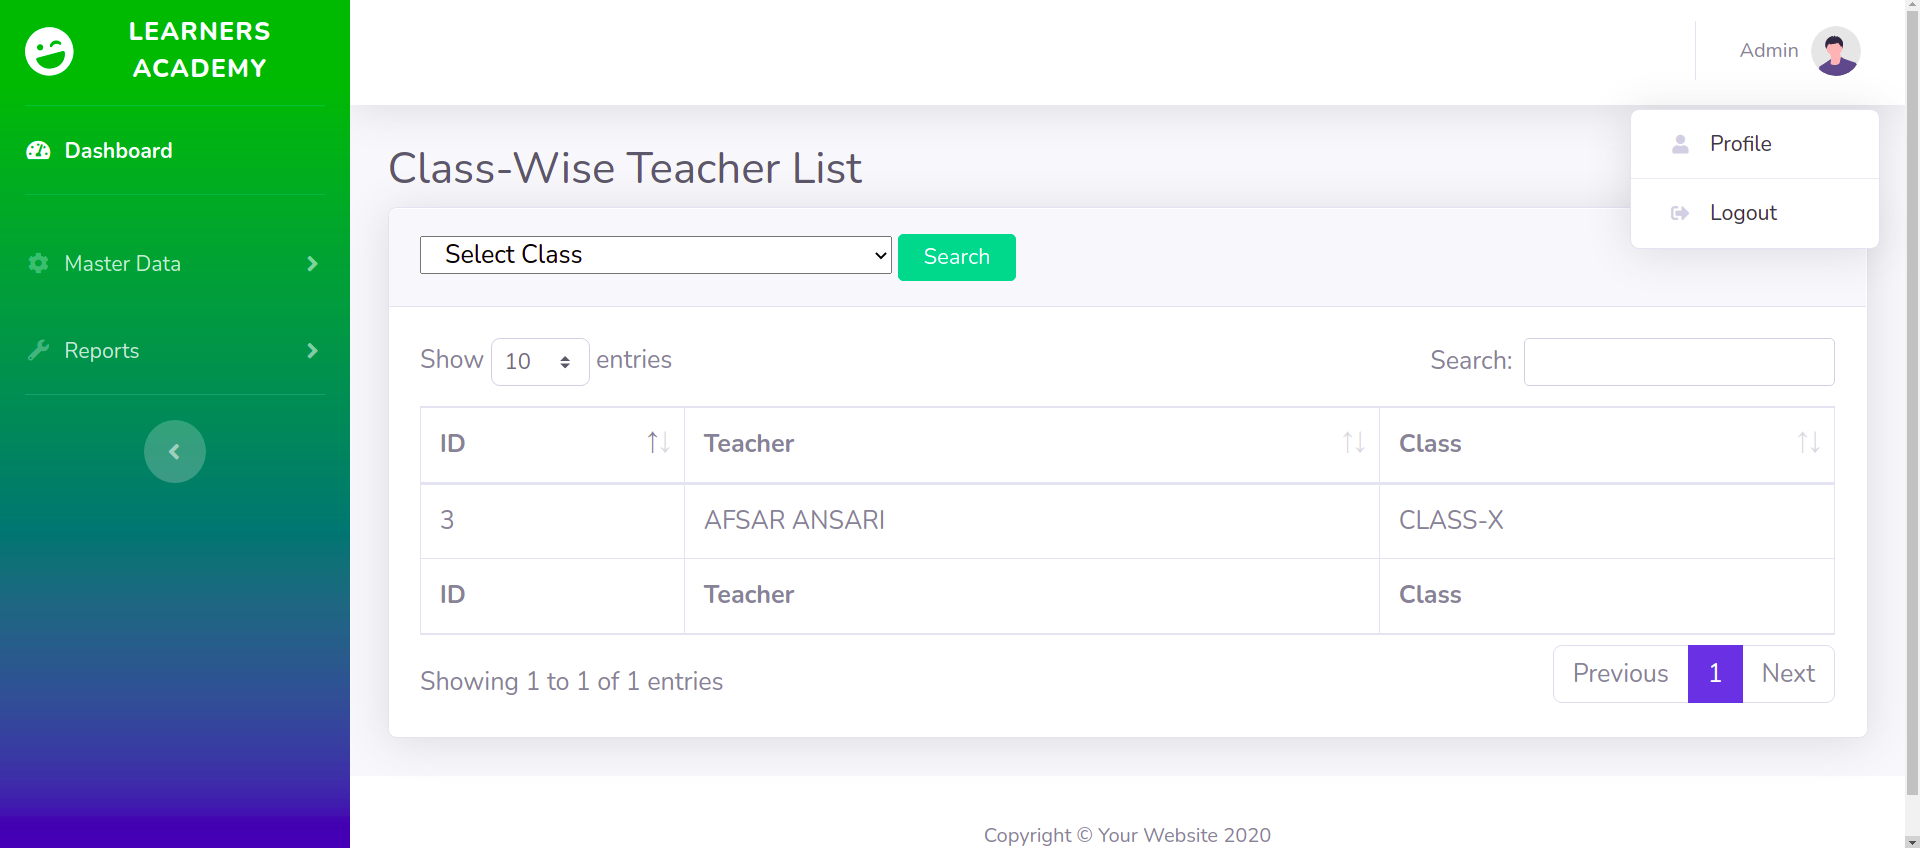 LEARNERS
ACADEMY
Dashboard
Master Data
Reports
Admin
Profile
Logout
Class-Wise Teacher List
Select Class Search
Show 10 entries Search:
ID Teacher Class
3 AFSAR ANSARI CLASS-X
ID Teacher Class
Showing 1 to 1 of 1 entries Previous 1 Next
Copyright © Your Website 2020